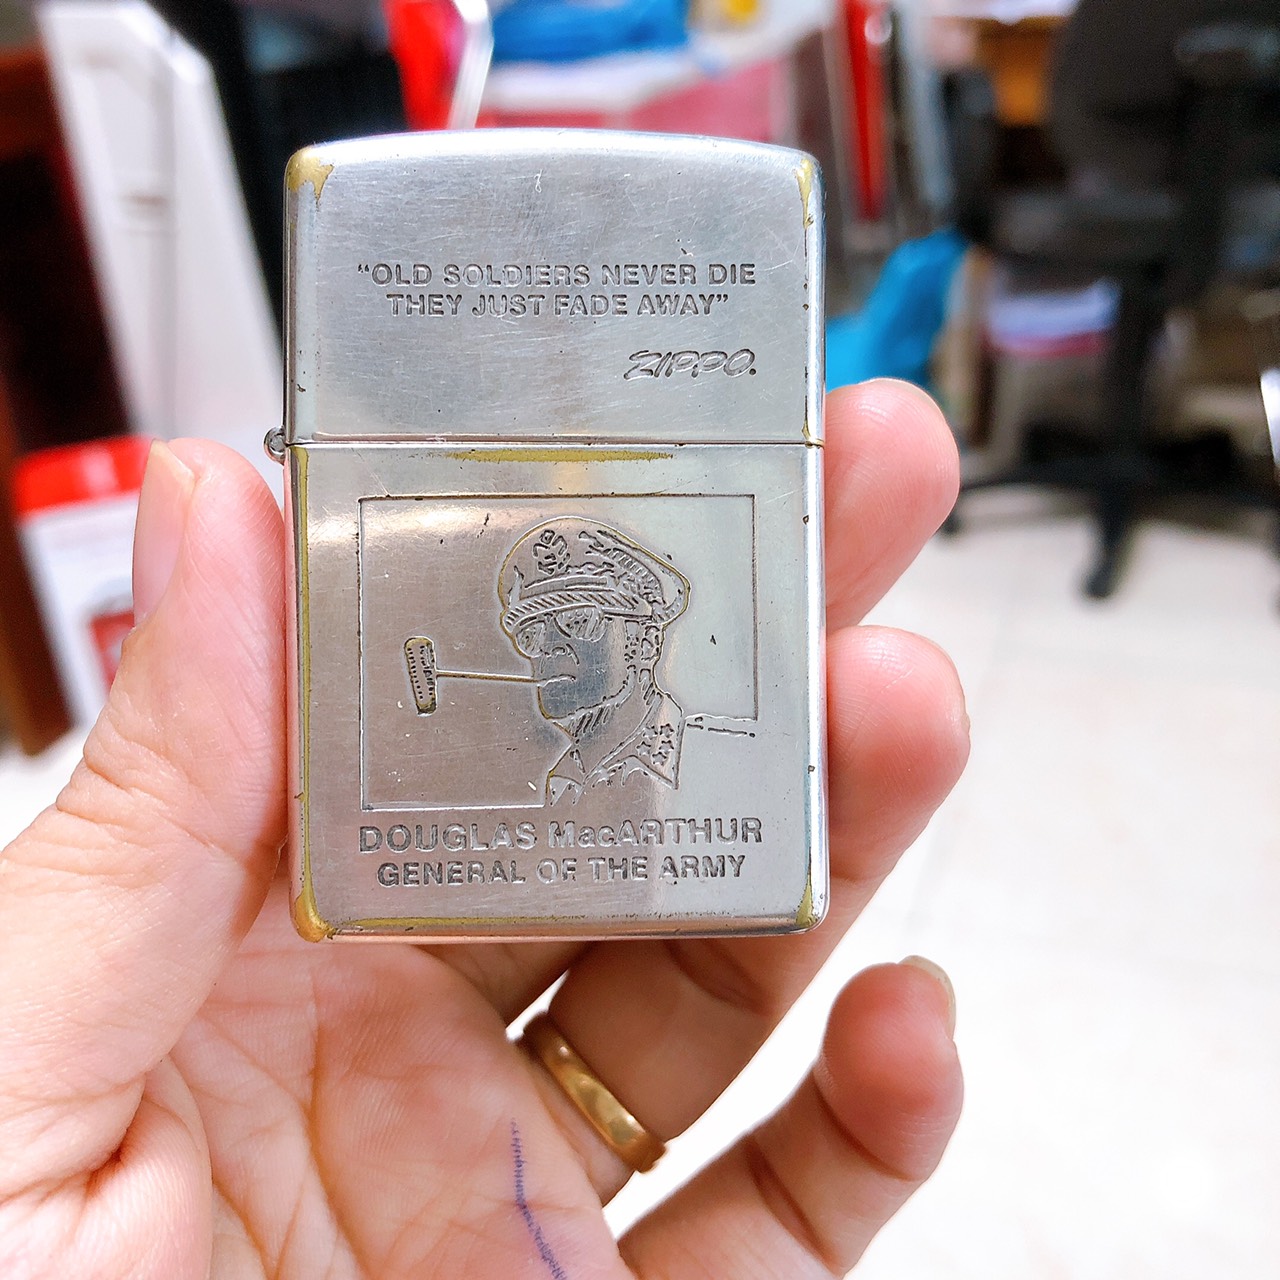 “OLD SOLDIERS NEVER DIE
THEY JUST FADE AWAY”
ZIPPO.
DOUGLAS MacARTHUR
GENERAL OF THE ARMY